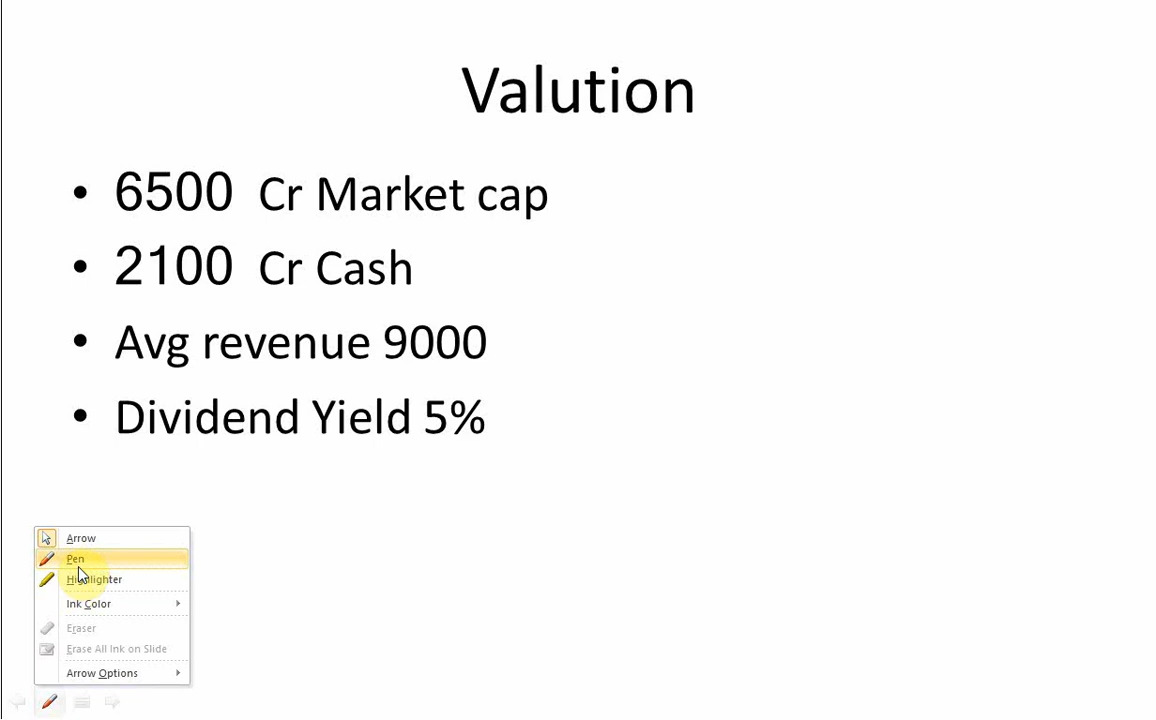 Valution
• 6500 Cr Market cap
• 2100 Cr Cash
• Avg revenue 9000
• Dividend Yield 5%
Arrow
Pen
Highlighter
Ink Color
Eraser
Erase All Ink on Slide
Arrow Options